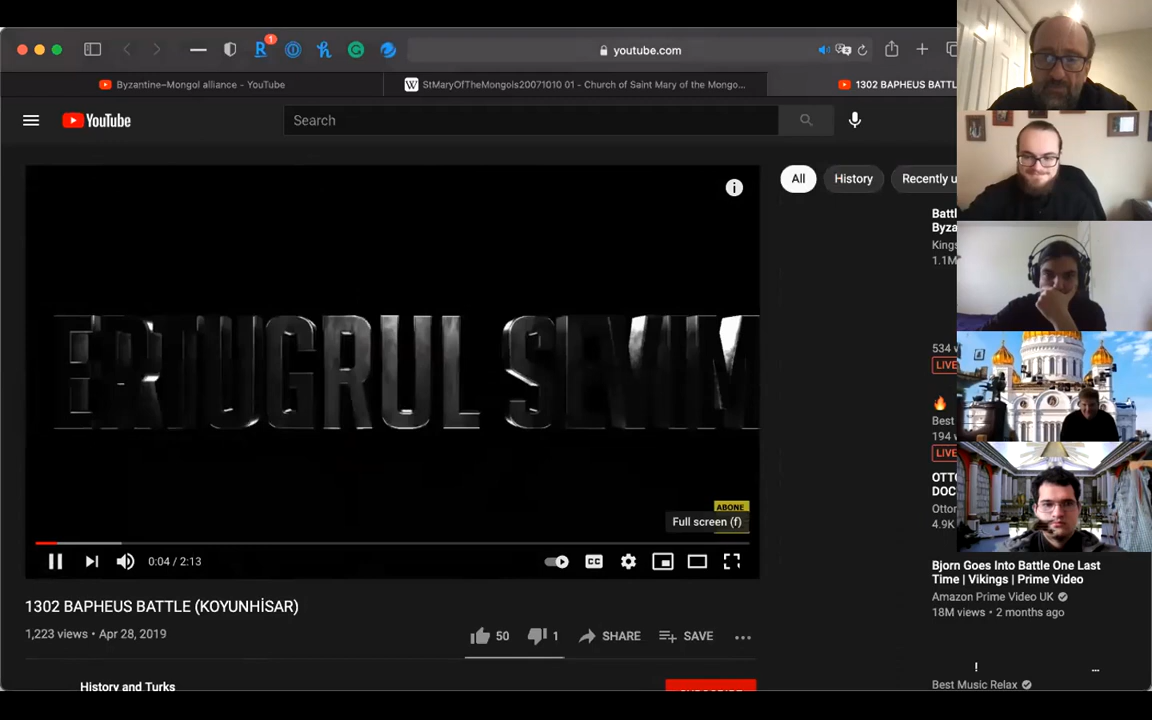 1
youtube.com
Byzantine–Mongol alliance - YouTube
StMaryOfTheMongols20071010 01 - Church of Saint Mary of the Mongo...
1302 BAPHEUS BATTL
YouTube
Search
All
History
Recently u
Battl
Byza
Kings
1.1M
ERTUGRUL SEVIM
534
LIVE
Best
194
LIVE
OTTO
DOC
Ottom
4.9K
ABONE
Full screen (f)
0:04 / 2:13
CC
Bjorn Goes Into Battle One Last
Time | Vikings | Prime Video
Amazon Prime Video UK
18M views • 2 months ago
1302 BAPHEUS BATTLE (KOYUNHİSAR)
1,223 views • Apr 28, 2019
50
1
SHARE
SAVE
!
...
Best Music Relax
History and Turks